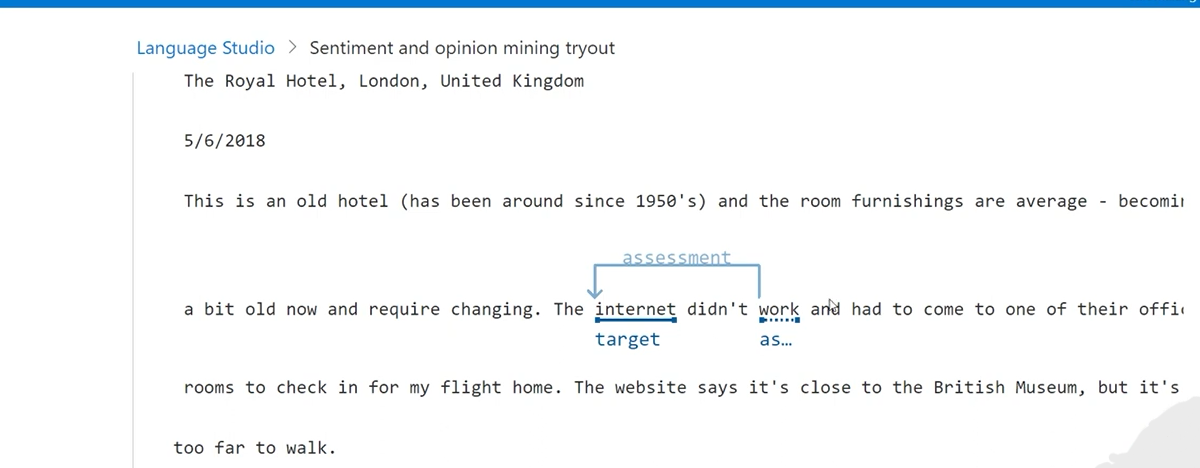 Language Studio > Sentiment and opinion mining tryout
The Royal Hotel, London, United Kingdom
5/6/2018
This is an old hotel (has been around since 1950's) and the room furnishings are average -
assessment
a bit old now and require changing. The internet didn't work and had to come to one of their
target as…
rooms to check in for my flight home. The website says it's close to the British Museum, but it's
too far to walk.